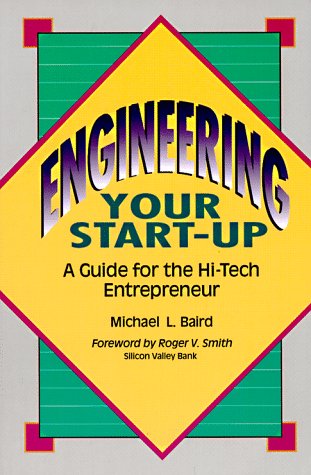 ENGINEERING
YOUR
START-UP
A Guide for the Hi-Tech
Entrepreneur
Michael L. Baird
Foreword by Roger V. Smith
Silicon Valley Bank